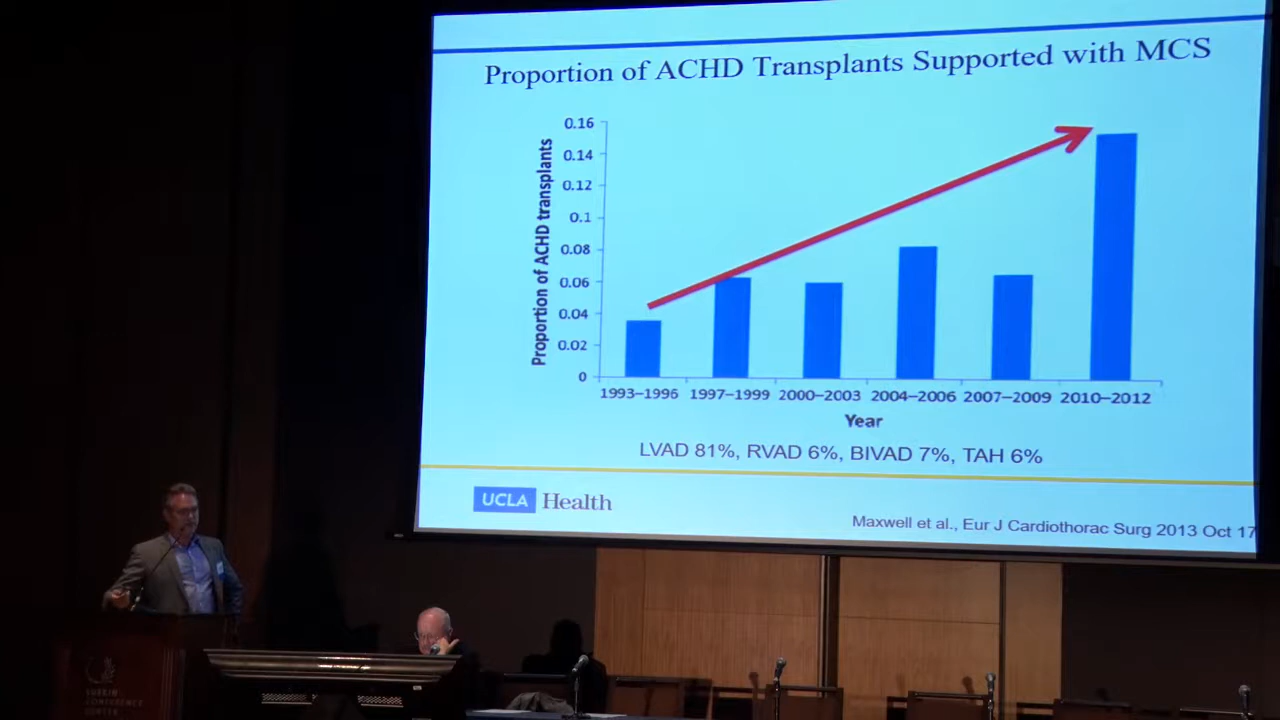 Proportion of ACHD Transplants Supported with MCS
Proportion of ACHD transplants
0.16
0.14
0.12
0.1
0.08
0.06
0.04
0.02
0
1993–1996 1997–1999 2000–2003 2004–2006 2007–2009 2010–2012
Year
LVAD 81%, RVAD 6%, BIVAD 7%, TAH 6%
UCLA Health
Maxwell et al., Eur J Cardiothorac Surg 2013 Oct 17
LUSKIN
CONFERENCE
CENTER